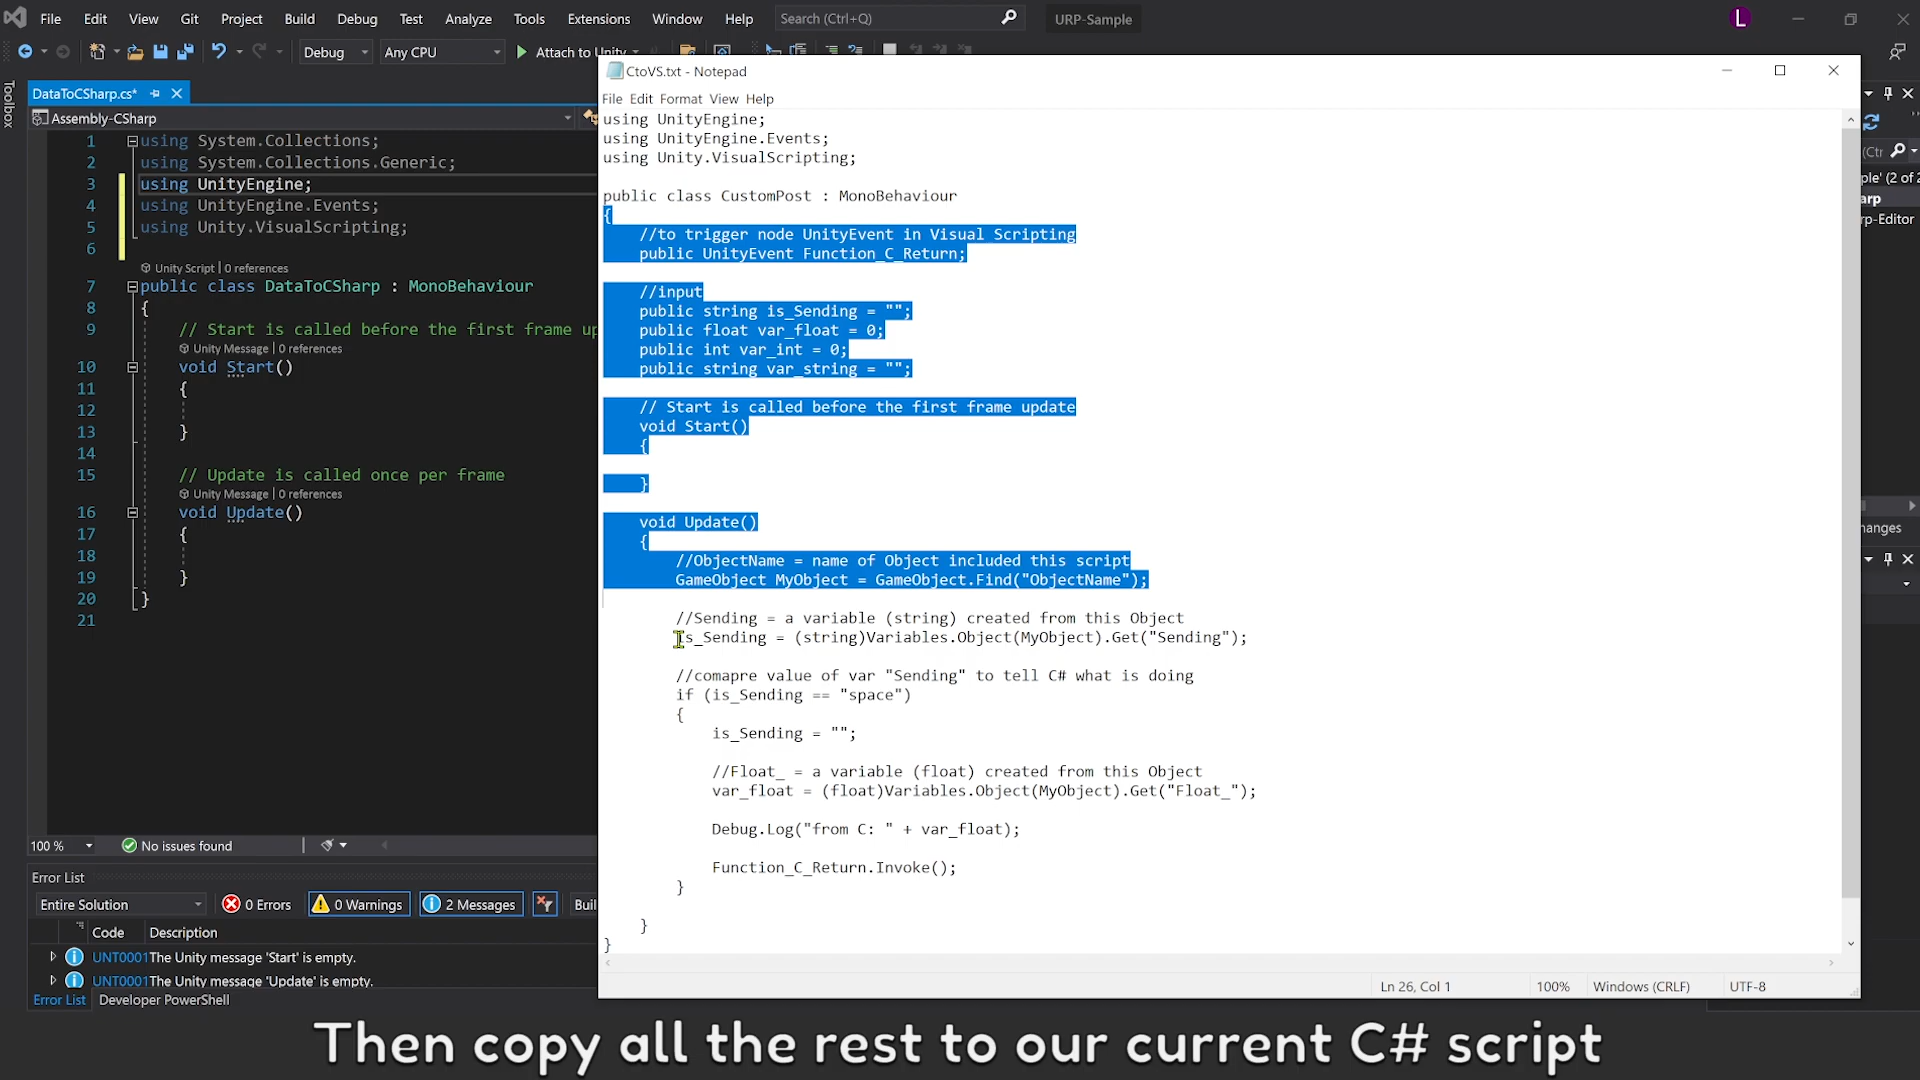 File Edit View Git Project Build Debug Test Analyze Tools Extensions Window Help Search (Ctrl+Q) URP-Sample L
Debug Any CPU Attach to Unity
Toolbox
DataToCSharp.cs*
Assembly-CSharp
1 using System.Collections;
2 using System.Collections.Generic;
3 using UnityEngine;
4 using UnityEngine.Events;
5 using Unity.VisualScripting;
6
Unity Script | 0 references
7 public class DataToCSharp : MonoBehaviour
8 {
9 // Start is called before the first frame up
Unity Message | 0 references
10 void Start()
11 {
12
13 }
14
15 // Update is called once per frame
Unity Message | 0 references
16 void Update()
17 {
18
19 }
20 }
21
100 % No issues found
Error List
Entire Solution 0 Errors 0 Warnings 2 Messages Buil
Code Description
UNT0001 The Unity message 'Start' is empty.
UNT0001 The Unity message 'Update' is empty.
Error List Developer PowerShell
CtoVS.txt - Notepad
File Edit Format View Help
using UnityEngine;
using UnityEngine.Events;
using Unity.VisualScripting;
public class CustomPost : MonoBehaviour
{
//to trigger node UnityEvent in Visual Scripting
public UnityEvent Function_C_Return;
//input
public string is_Sending = "";
public float var_float = 0;
public int var_int = 0;
public string var_string = "";
// Start is called before the first frame update
void Start()
{
}
void Update()
{
//ObjectName = name of Object included this script
GameObject MyObject = GameObject.Find("ObjectName");
//Sending = a variable (string) created from this Object
is_Sending = (string)Variables.Object(MyObject).Get("Sending");
//comapre value of var "Sending" to tell C# what is doing
if (is_Sending == "space")
{
is_Sending = "";
//Float_ = a variable (float) created from this Object
var_float = (float)Variables.Object(MyObject).Get("Float_");
Debug.Log("from C: " + var_float);
Function_C_Return.Invoke();
}
}
}
Ln 26, Col 1 100% Windows (CRLF) UTF-8
(Ctr
ple' (2 of 2
arp
rp-Editor
anges
Then copy all the rest to our current C# script